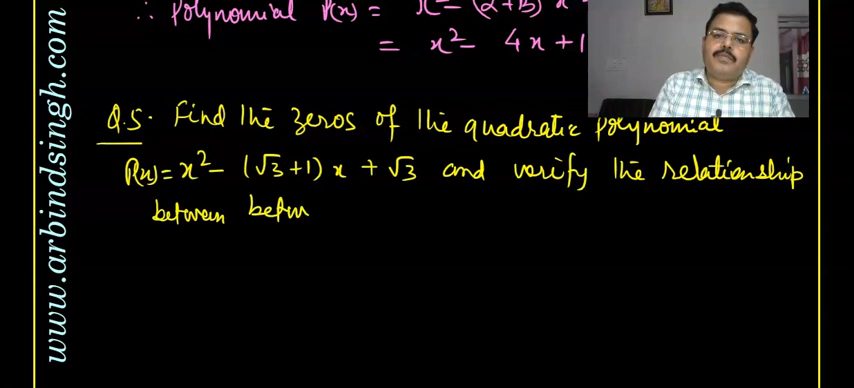 www.arbindsingh.com
∴ Polynomial P(x) = x² - (α+β) x
= x² - 4x + 1
Q.5. Find the zeros of the quadratic polynomial
P(x) = x² - (√3 + 1) x + √3 and verify the relationship
between betw